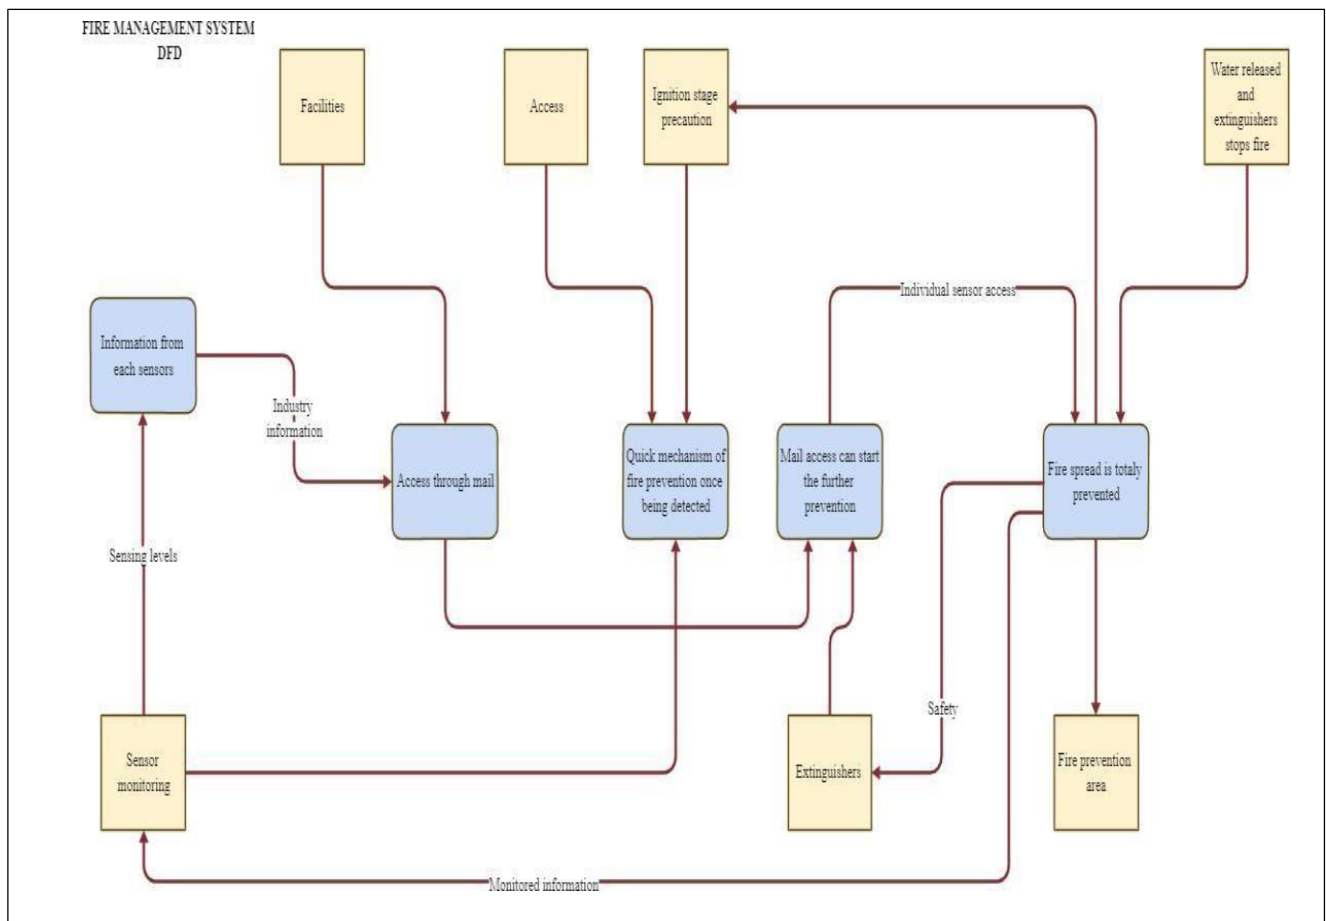 FIRE MANAGEMENT SYSTEM
DFD
Facilities
Access
Ignition stage
precaution
Water released
and
extinguishers
stops fire
Individual sensor access
Information from
each sensors
Industry
information
Access through mail
Quick mechanism of
fire prevention once
being detected
Mail access can start
the further
prevention
Fire spread is totaly
prevented
Sensing levels
Safety
Sensor
monitoring
Extinguishers
Fire prevention
area
Monitored information